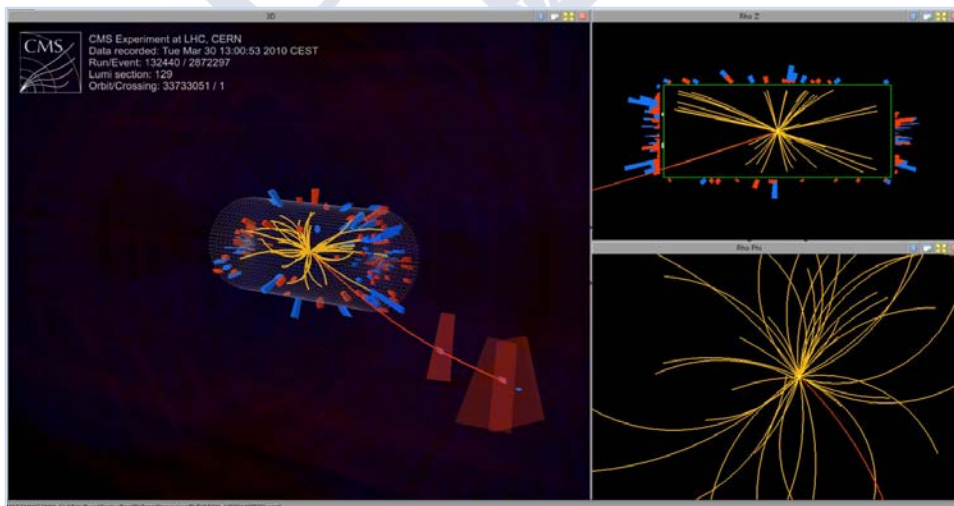 3D
CMS
CMS Experiment at LHC, CERN
Data recorded: Tue Mar 30 13:00:53 2010 CEST
Run/Event: 132440 / 2872297
Lumi section: 129
Orbit/Crossing: 33733051 / 1
Rho Z
Rho Phi